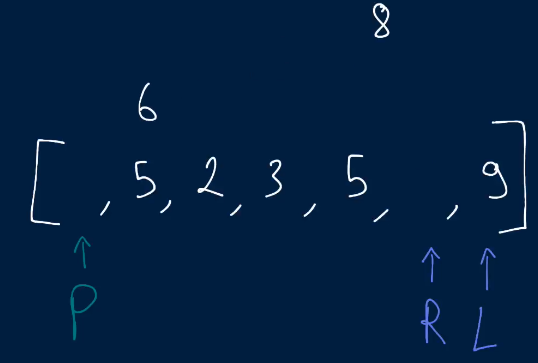 8
6
[ , 5, 2, 3, 5, , 9]
P R L